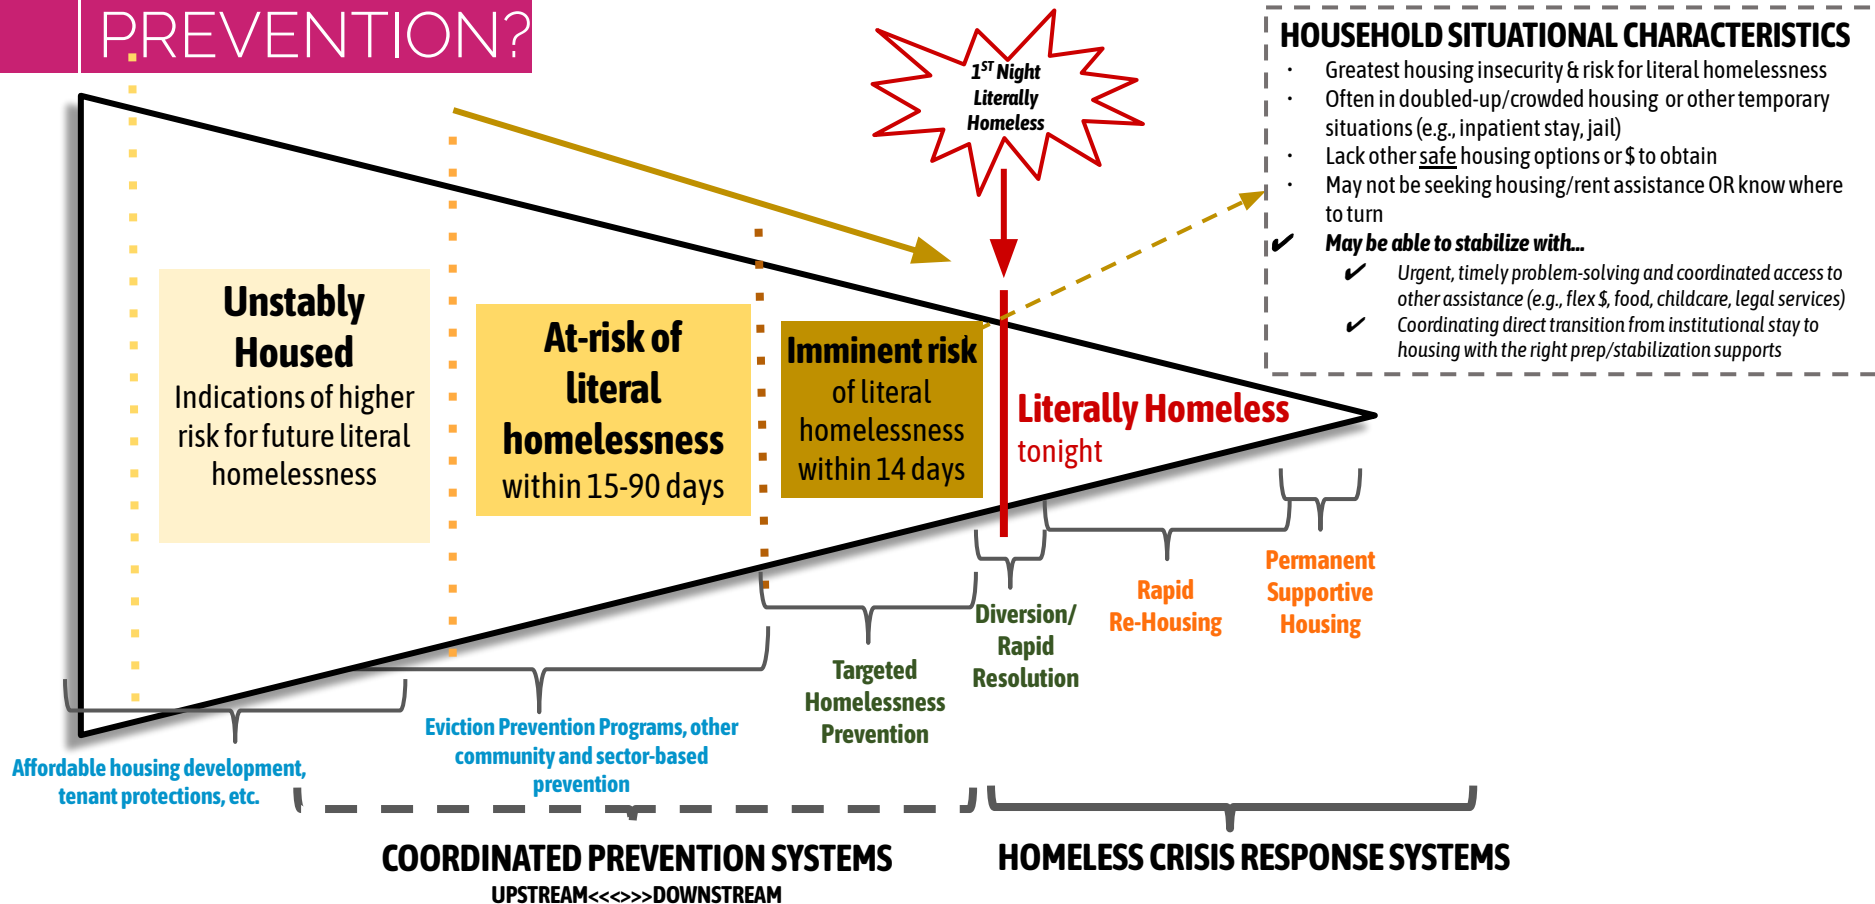 PREVENTION?
1ST Night
Literally
Homeless
HOUSEHOLD SITUATIONAL CHARACTERISTICS
· Greatest housing insecurity & risk for literal homelessness
· Often in doubled-up/crowded housing or other temporary
situations (e.g., inpatient stay, jail)
· Lack other safe housing options or $ to obtain
· May not be seeking housing/rent assistance OR know where
to turn
✔ May be able to stabilize with...
✔ Urgent, timely problem-solving and coordinated access to
other assistance (e.g., flex $, food, childcare, legal services)
✔ Coordinating direct transition from institutional stay to
housing with the right prep/stabilization supports
Unstably
Housed
Indications of higher
risk for future literal
homelessness
At-risk of
literal
homelessness
within 15-90 days
Imminent risk
of literal
homelessness
within 14 days
Literally Homeless
tonight
Affordable housing development,
tenant protections, etc.
Eviction Prevention Programs, other
community and sector-based
prevention
Targeted
Homelessness
Prevention
Diversion/
Rapid
Resolution
Rapid
Re-Housing
Permanent
Supportive
Housing
COORDINATED PREVENTION SYSTEMS
UPSTREAM<<<>>>DOWNSTREAM
HOMELESS CRISIS RESPONSE SYSTEMS